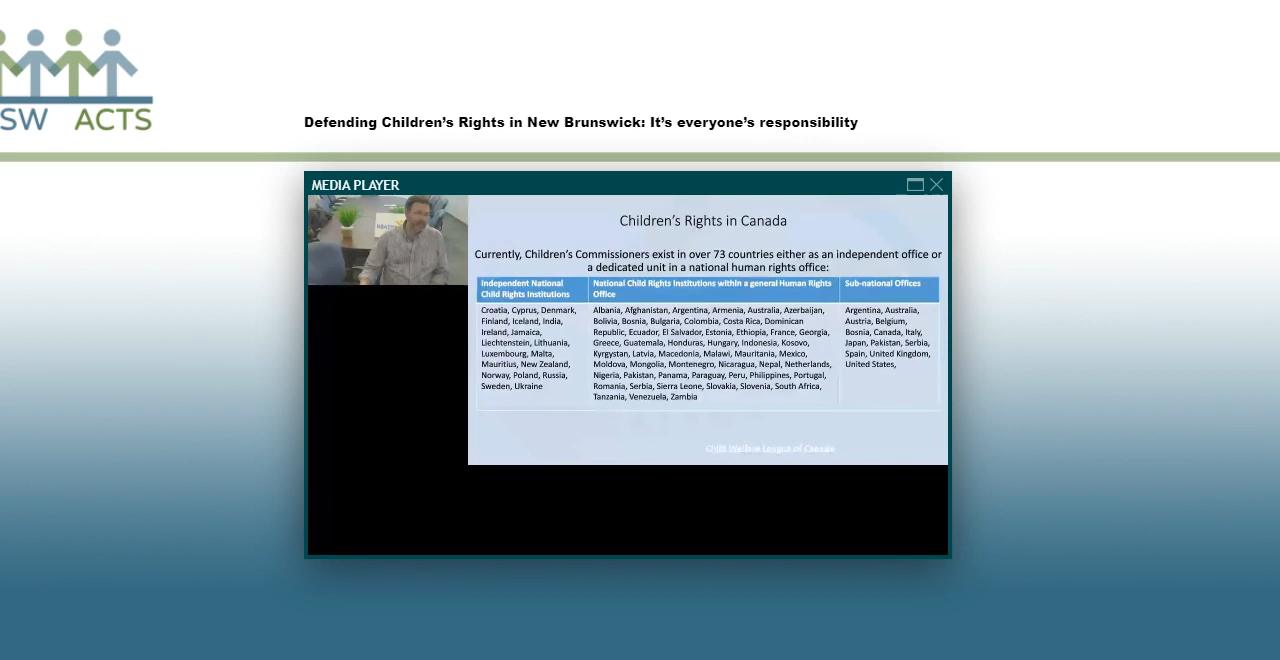 SW ACTS
Defending Children's Rights in New Brunswick: It's everyone's responsibility
MEDIA PLAYER
Children's Rights in Canada
Currently, Children's Commissioners exist in over 73 countries either as an independent office or
a dedicated unit in a national human rights office:
Independent National
Child Rights Institutions
National Child Rights Institutions within a general Human Rights
Office
Sub-national Offices
Croatia, Cyprus, Denmark,
Finland, Iceland, India,
Ireland, Jamaica,
Liechtenstein, Lithuania,
Luxembourg, Malta,
Mauritius, New Zealand,
Norway, Poland, Russia,
Sweden, Ukraine
Albania, Afghanistan, Argentina, Armenia, Australia, Azerbaijan,
Bolivia, Bosnia, Bulgaria, Colombia, Costa Rica, Dominican
Republic, Ecuador, El Salvador, Estonia, Ethiopia, France, Georgia,
Greece, Guatemala, Honduras, Hungary, Indonesia, Kosovo,
Kyrgystan, Latvia, Macedonia, Malawi, Mauritania, Mexico,
Moldova, Mongolia, Montenegro, Nicaragua, Nepal, Netherlands,
Nigeria, Pakistan, Panama, Paraguay, Peru, Philippines, Portugal,
Romania, Serbia, Sierra Leone, Slovakia, Slovenia, South Africa,
Tanzania, Venezuela, Zambia
Argentina, Australia,
Austria, Belgium,
Bosnia, Canada, Italy,
Japan, Pakistan, Serbia,
Spain, United Kingdom,
United States,
Child Welfare League of Canada